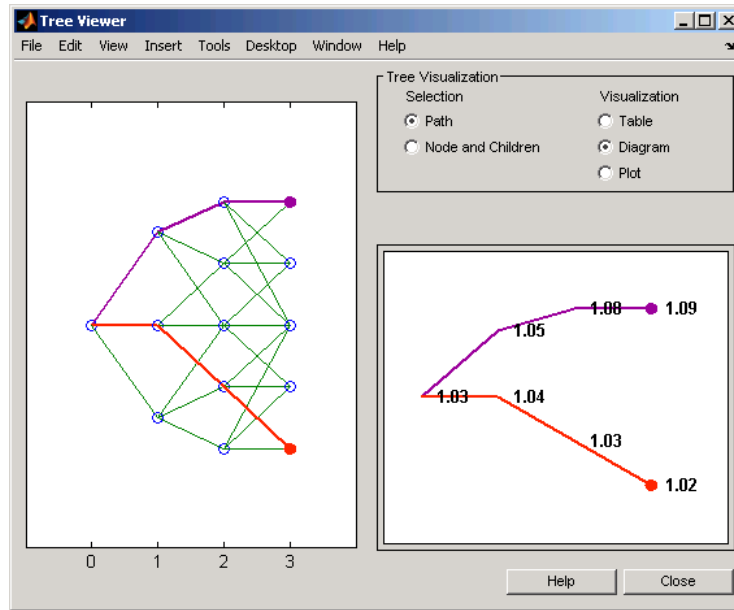 Tree Viewer
File Edit View Insert Tools Desktop Window Help
Tree Visualization
Selection Visualization
Path Table
Node and Children Diagram
Plot
1.08 1.09
1.05
1.03 1.04
1.03
1.02
0 1 2 3
Help Close